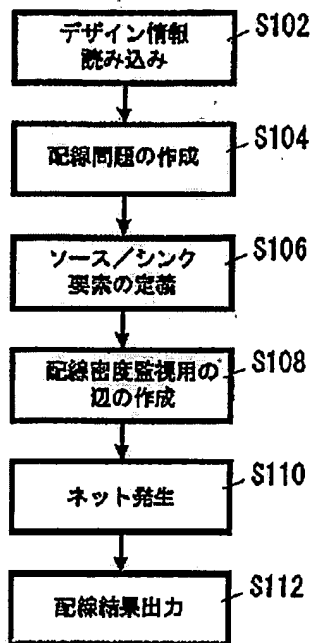 デザイン情報
読み込み
S102
配線問題の作成
S104
ソース／シンク
要素の定義
S106
配線密度監視用の
辺の作成
S108
ネット発生
S110
配線結果出力
S112